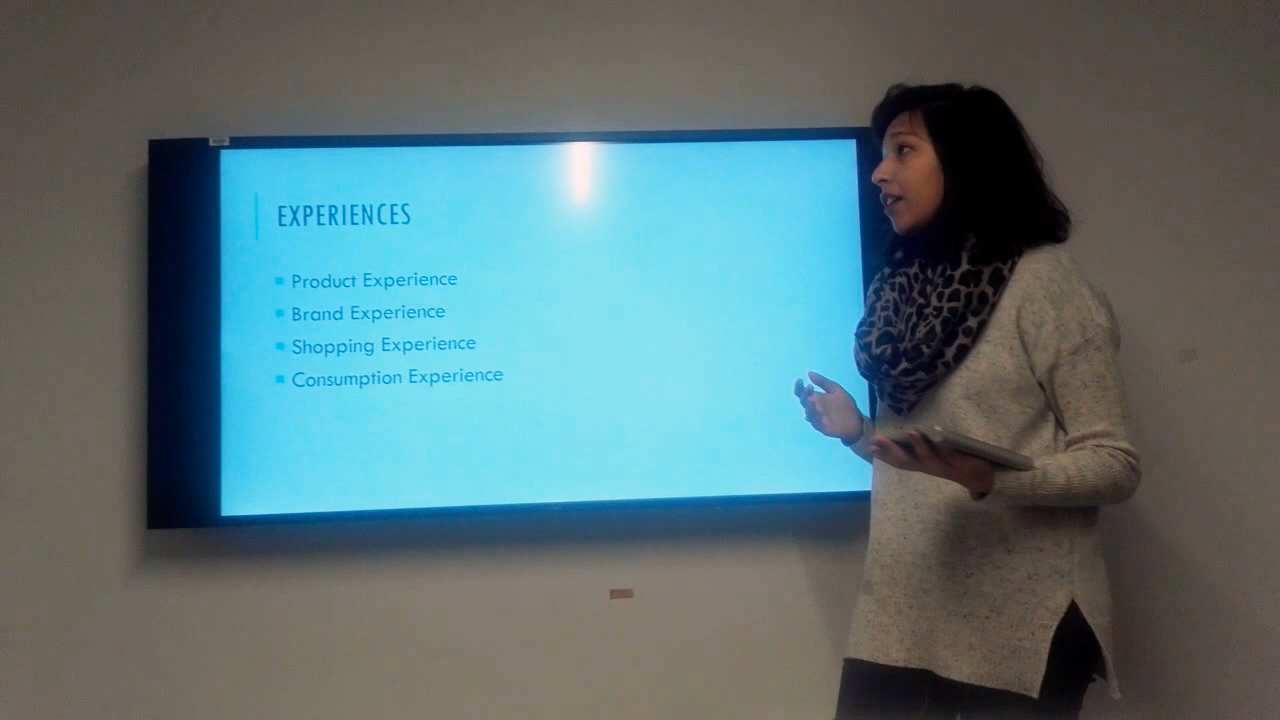 EXPERIENCES
Product Experience
Brand Experience
Shopping Experience
Consumption Experience